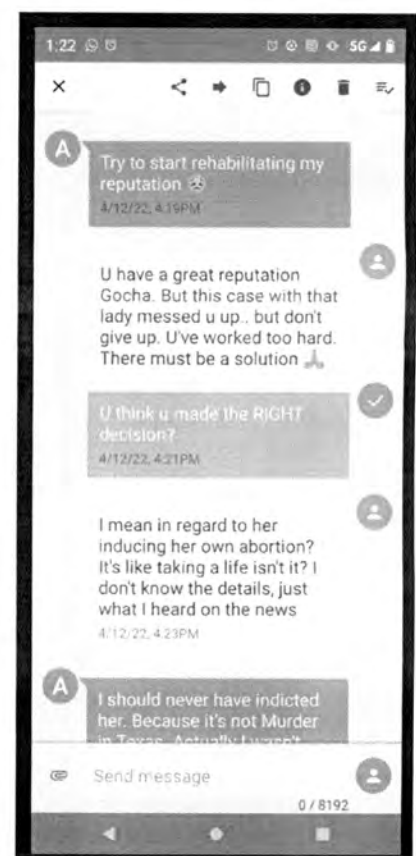 1:22
5G
A
Try to start rehabilitating my
reputation
4/12/22, 4:19PM
U have a great reputation
Gocha. But this case with that
lady messed u up.. but don't
give up. U've worked too hard.
There must be a solution 🙏
U think u made the RIGHT
decision?
4/12/22, 4:21PM
I mean in regard to her
inducing her own abortion?
It's like taking a life isn't it? I
don't know the details, just
what I heard on the news
4/12/22, 4:23PM
A
I should never have indicted
her. Because it's not Murder
in Texas. Actually I wasn't
Send message
0 / 8192